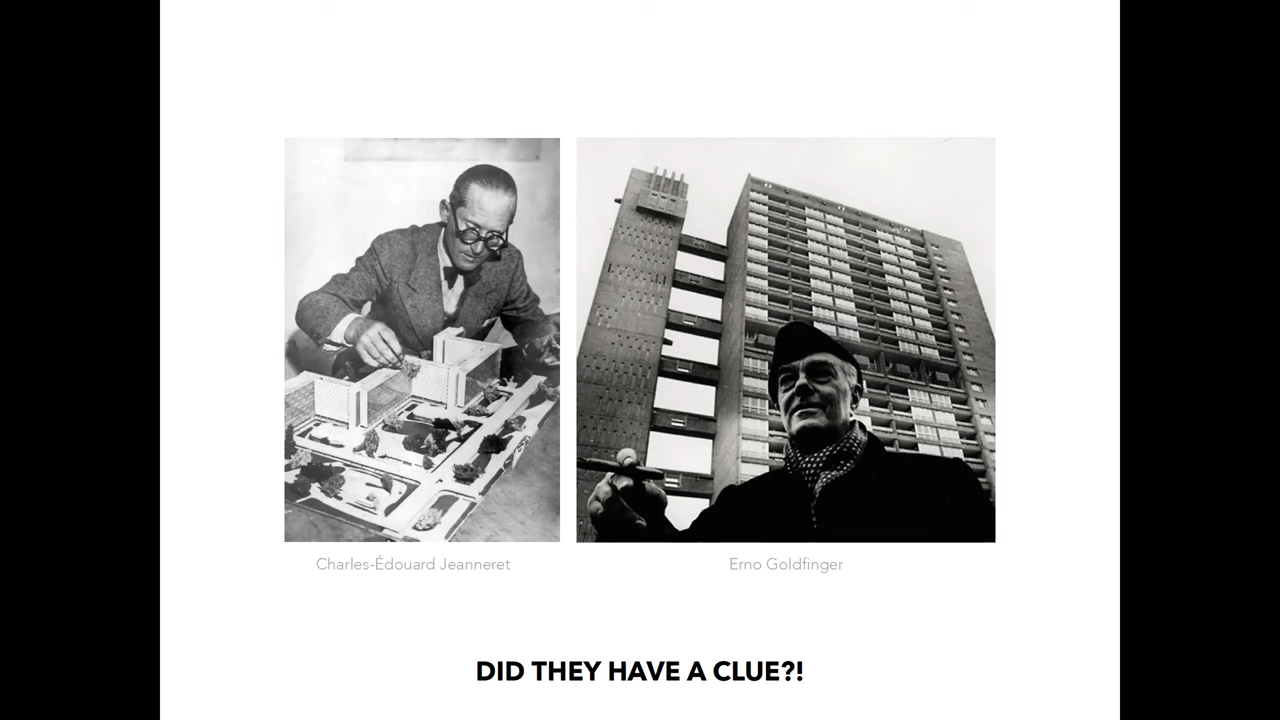 Charles-Édouard Jeanneret
Erno Goldfinger
DID THEY HAVE A CLUE?!